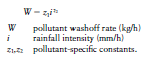 W = z₁i^z₂
W pollutant washoff rate (kg/h)
i rainfall intensity (mm/h)
z₁,z₂ pollutant-specific constants.